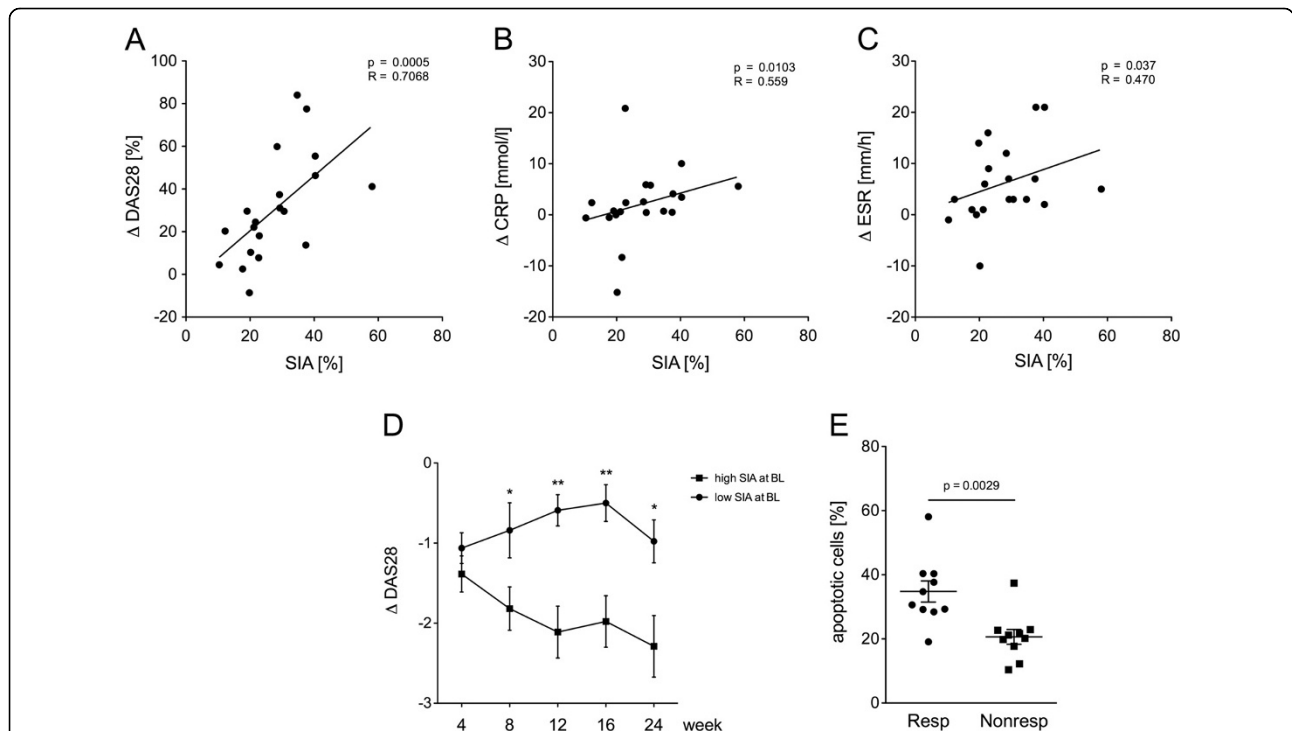 A
p = 0.0005
R = 0.7068
Δ DAS28 [%]
100
80
60
40
20
0
-20
0 20 40 60 80
SIA [%]
B
p = 0.0103
R = 0.559
Δ CRP [mmol/l]
30
20
10
0
-10
-20
0 20 40 60 80
SIA [%]
C
p = 0.037
R = 0.470
Δ ESR [mm/h]
30
20
10
0
-10
-20
0 20 40 60 80
SIA [%]
D
Δ DAS28
0
-1
-2
-3
* ** ** *
high SIA at BL
low SIA at BL
4 8 12 16 24 week
E
p = 0.0029
apoptotic cells [%]
80
60
40
20
0
Resp Nonresp